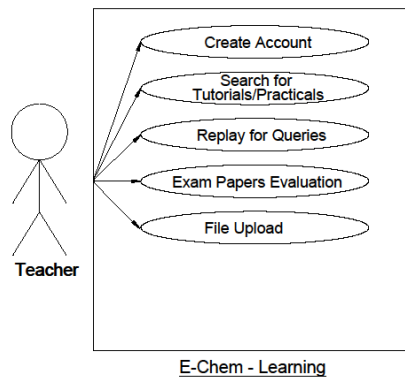 Create Account
Search for
Tutorials/Practicals
Replay for Queries
Exam Papers Evaluation
File Upload
Teacher
E-Chem - Learning